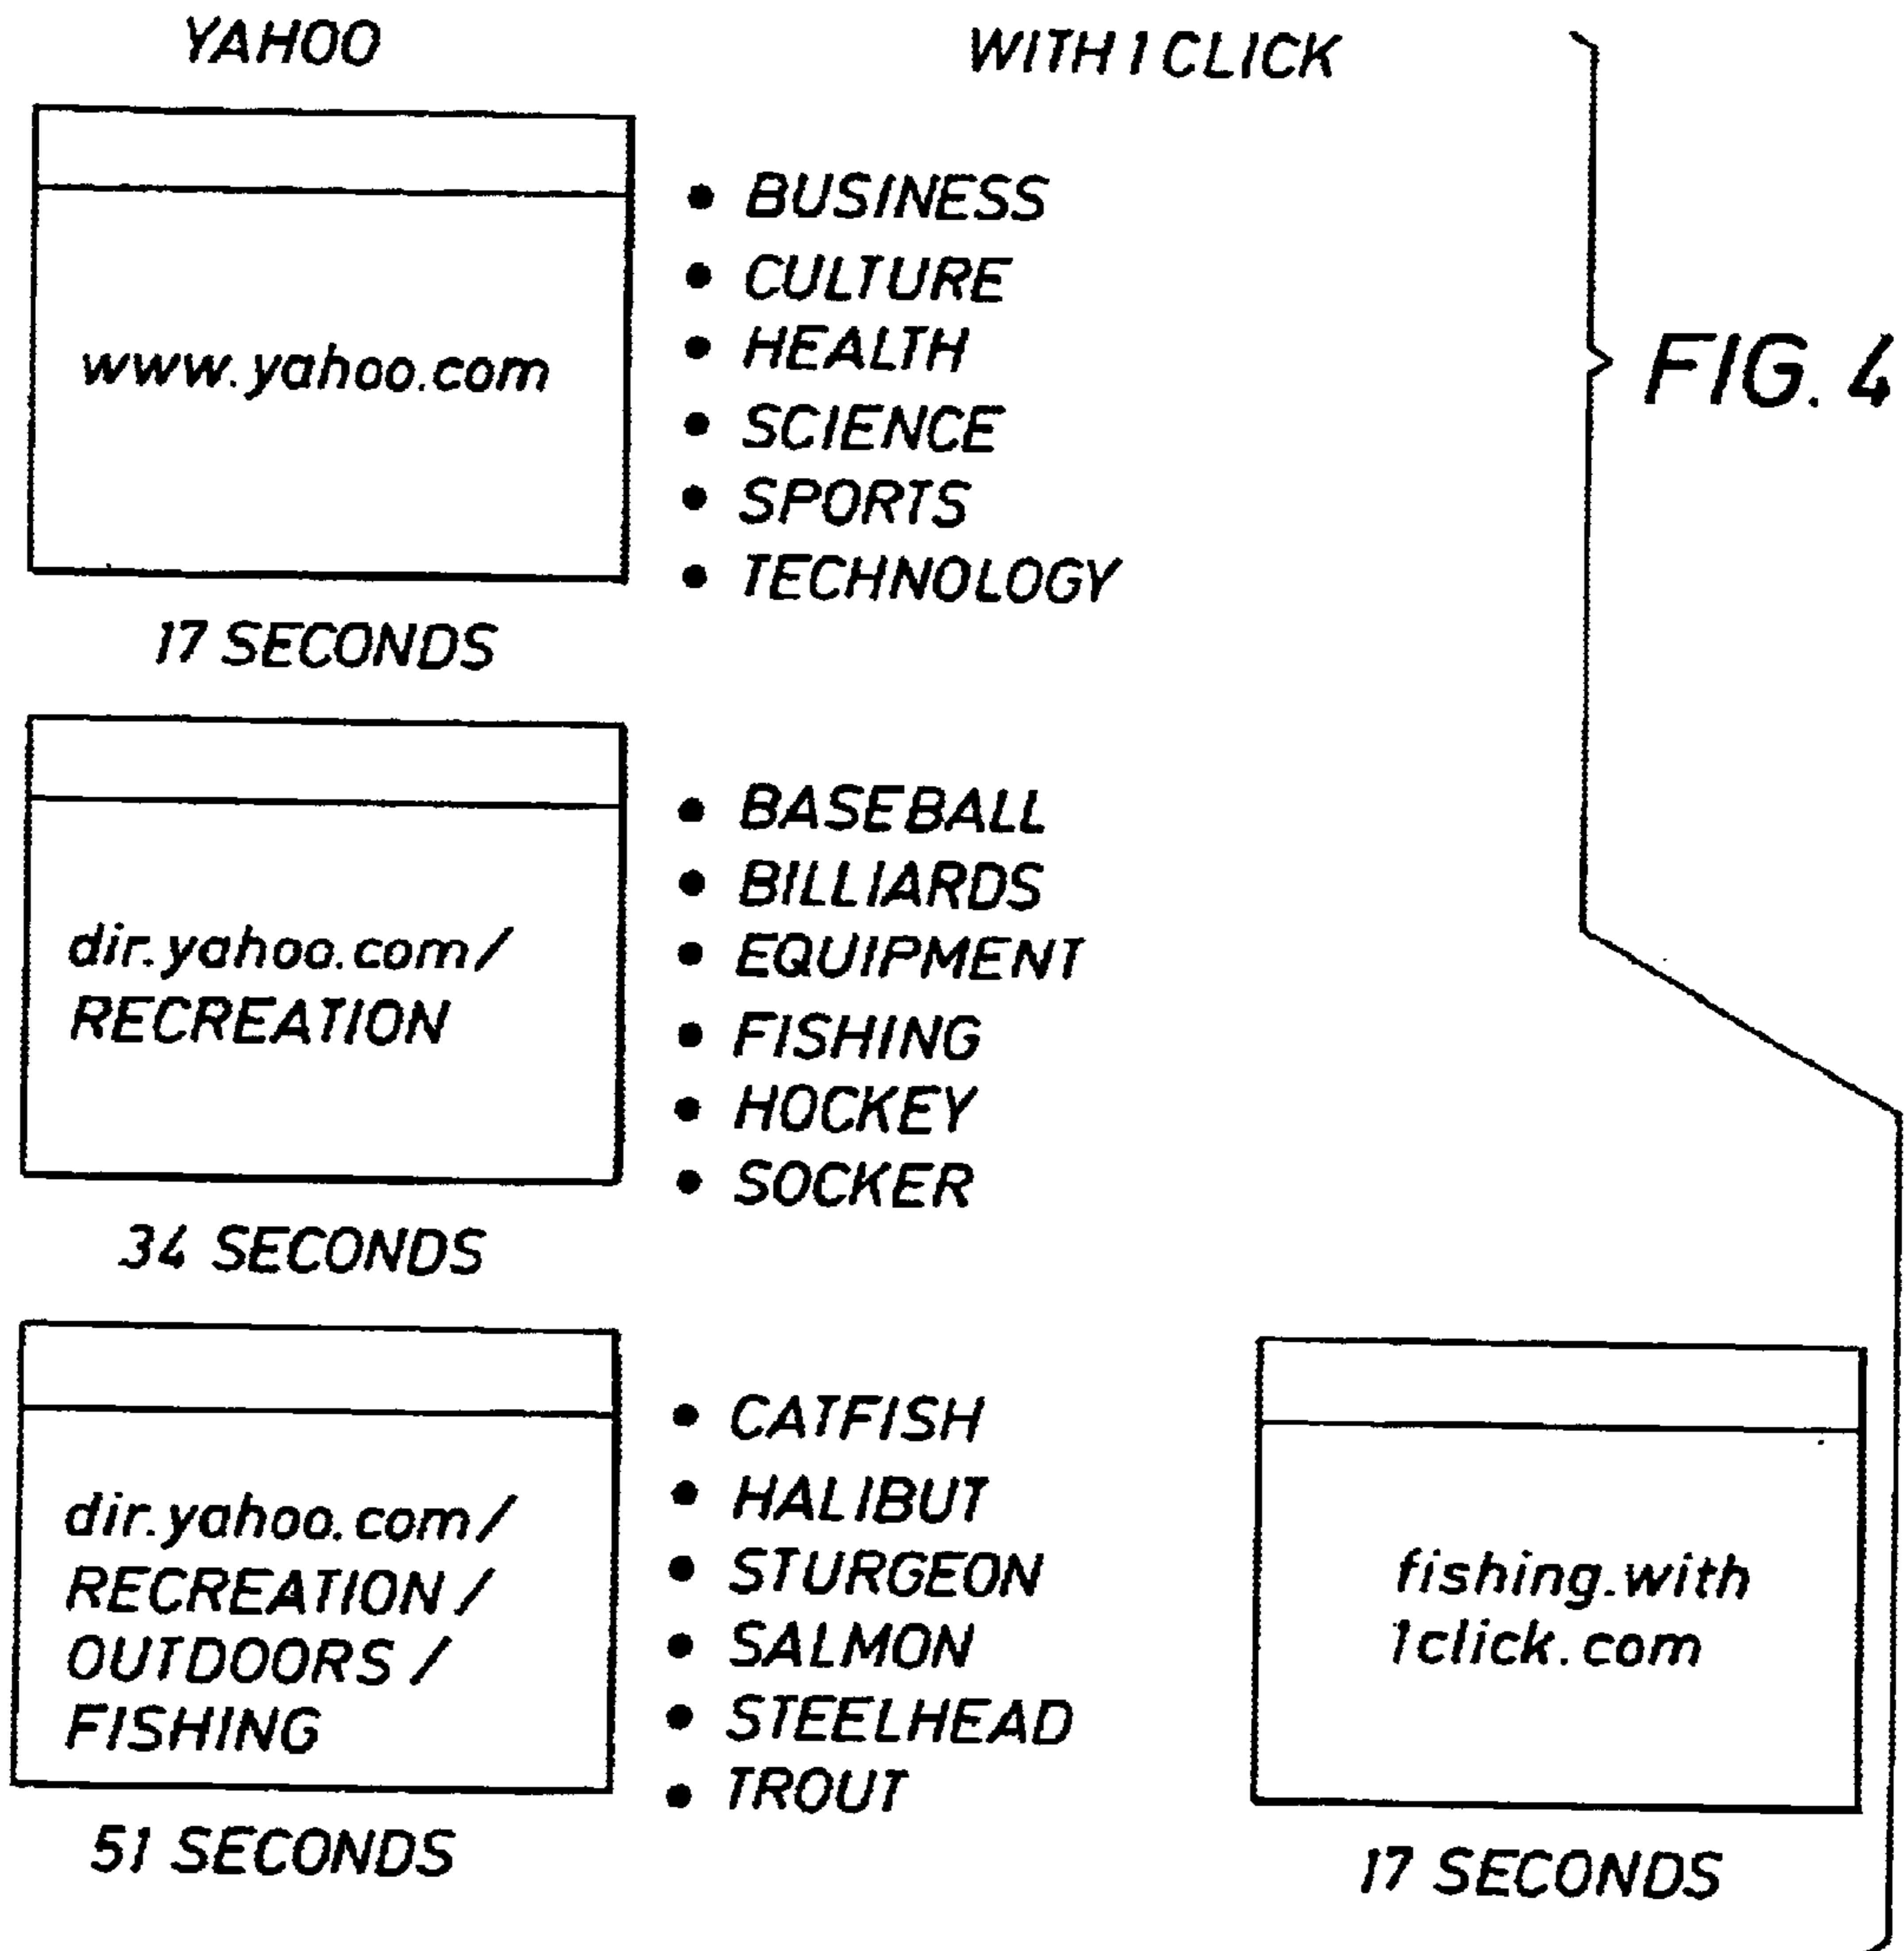 YAHOO
WITH 1 CLICK
www.yahoo.com
• BUSINESS
• CULTURE
• HEALTH
• SCIENCE
• SPORTS
• TECHNOLOGY
17 SECONDS
FIG. 4
dir.yahoo.com/
RECREATION
• BASEBALL
• BILLIARDS
• EQUIPMENT
• FISHING
• HOCKEY
• SOCKER
34 SECONDS
dir.yahoo.com/
RECREATION/
OUTDOORS/
FISHING
• CATFISH
• HALIBUT
• STURGEON
• SALMON
• STEELHEAD
• TROUT
51 SECONDS
fishing.with
1click.com
17 SECONDS